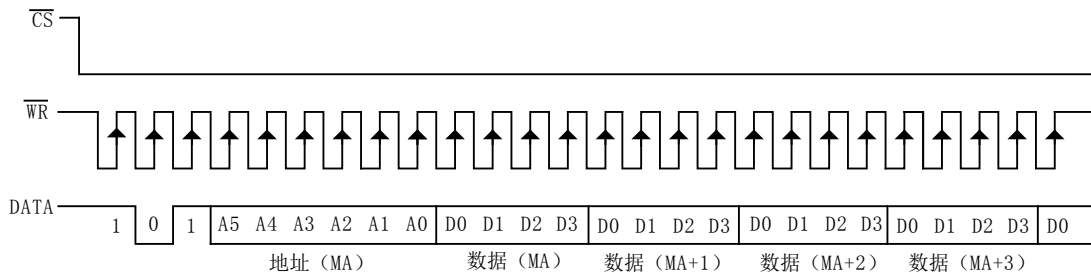 CS
WR
DATA 1 0 1 A5 A4 A3 A2 A1 A0 D0 D1 D2 D3 D0 D1 D2 D3 D0 D1 D2 D3 D0 D1 D2 D3 D0
地址（MA） 数据（MA） 数据（MA+1） 数据（MA+2） 数据（MA+3）